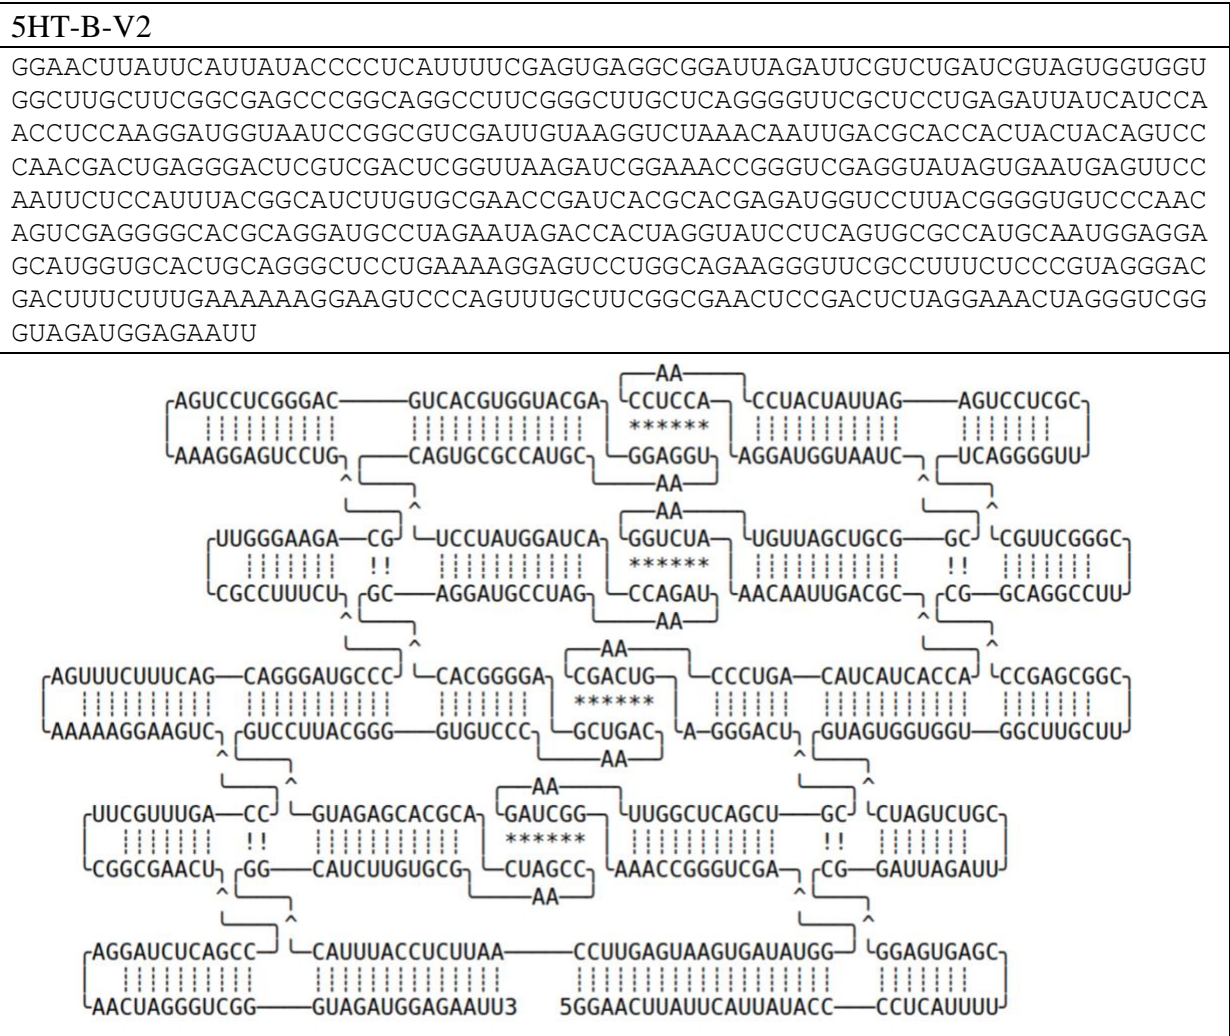 5HT-B-V2
GGAACUUAUUCAUUAUACCCCUCAUUUUCGAGUGAGGCGGAUUAGAUUCGUCUGAUCGUAGUGGUGGU
GGCUUGCUUCGGCGAGCCCGGCAGGCCUUCGGGCUUGCUCAGGGGUUCGCUCCUGAGAUUAUCAUCCA
ACCUCCAAGGAUGGUAAUCCGGCGUCGAUUGUAAGGUCUAAACAAUUGACGCACCACUACUACAGUCC
CAACGACUGAGGGACUCGUCGACUCGGUUAAGAUCGGAAACCGGGUCGAGGUAUAGUGAAUGAGUUCC
AAUUCUCCAUUUACGGCAUCUUGUGCGAACCGAUCACGCACGAGAUGGUCCUUACGGGGUGUCCCAAC
AGUCGAGGGGCACGCAGGAUGCCUAGAAUAGACCACUAGGUAUCCUCAGUGCGCCAUGCAAUGGAGGA
GCAUGGUGCACUGCAGGGCUCCUGAAAAGGAGUCCUGGCAGAAGGGUUCGCCUUUCUCCCGUAGGGAC
GACUUUCUUUGAAAAAAGGAAGUCCCAGUUUGCUUCGGCGAACUCCGACUCUAGGAAACUAGGGUCGG
GUAGAUGGAGAAUU
AA
AGUCCUCGGGAC GUCACGUGGUACGA CCUCCA CCUACUAUUAG AGUCCUCGC
******
AAAGGAGUCCUG CAGUGCGCCAUGC GGAGGU AGGAUGGUAAUC UCAGGGGUU
^ AA ^
^ AA ^
UUGGGAAGA CG UCCUAUGGAUCA GGUCUA UGUUAGCUGCG GC CGUUCGGGC
!! ****** !!
CGCCUUUCU GC AGGAUGCCUAG CCAGAU AACAAUUGACGC CG GCAGGCCUU
^ AA ^
^ AA ^
AGUUUCUUUCAG CAGGGAUGCCC CACGGGGA CGACUG CCCUGA CAUCAUCACCA CCGAGCGGC
******
AAAAAGGAAGUC GUCCUUACGGG GUGUCCC GCUGAC A GGGACU GUAGUGGUGGU GGCUUGCUU
^ AA ^
^ AA ^
UUCGUUUGA CC GUAGAGCACGCA GAUCGG UUGGCUCAGCU GC CUAGUCUGC
!! ****** !!
CGGCGAACU GG CAUCUUGUGCG CUAGCC AAACCGGGUCGA CG GAUUAGAUU
^ AA ^
^ ^
AGGAUCUCAGCC CAUUUACCUCUUAA CCUUGAGUAAGUGAUAUGG GGAGUGAGC
AACUAGGGUCGG GUAGAUGGAGAAUU3 5GGAACUUAUUCAUUAUACC CCUCAUUUU